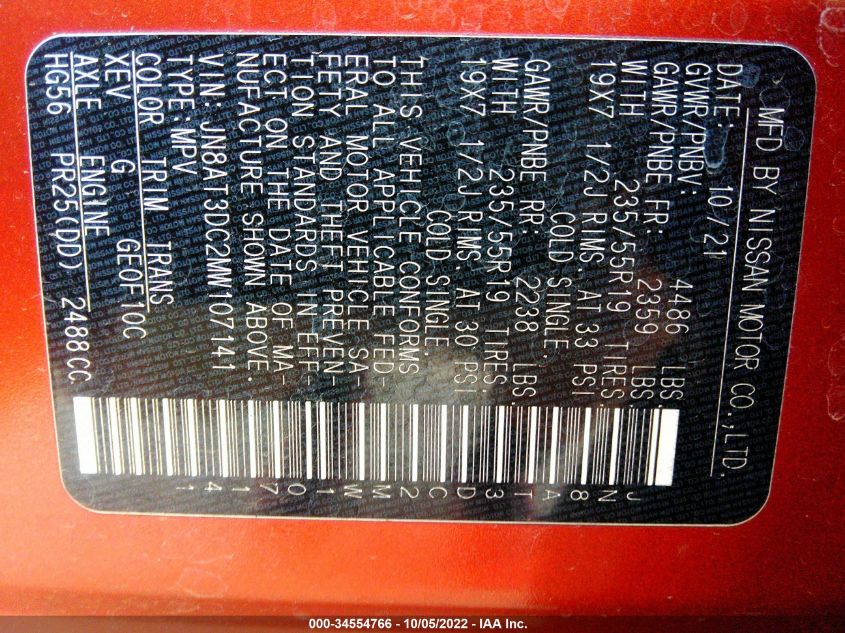 MFD BY NISSAN MOTOR CO.,LTD.
DATE: 10/21
GVWR/PNBV: 4486 LBS.
GAWR/PNBE FR: 2359 LBS.
WITH 235/55R19 TIRES,
19X7 1/2J RIMS, AT 33 PSI
COLD SINGLE.
GAWR/PNBE RR: 2238 LBS.
WITH 235/55R19 TIRES,
19X7 1/2J RIMS, AT 30 PSI
COLD SINGLE.
THIS VEHICLE CONFORMS
TO ALL APPLICABLE FED-
ERAL MOTOR VEHICLE SA-
FETY AND THEFT PREVEN-
TION STANDARDS IN EFF-
ECT ON THE DATE OF MA-
NUFACTURE SHOWN ABOVE.
VIN: JN8AT3DC2MW107141
TYPE: MPV
COLOR TRIM TRANS
XEV G GE0F10C
AXLE ENGINE
HG56 PR25(DD) 2488CC
JN8AT3DC2MW107141
000-34554766 - 10/05/2022 - IAA Inc.